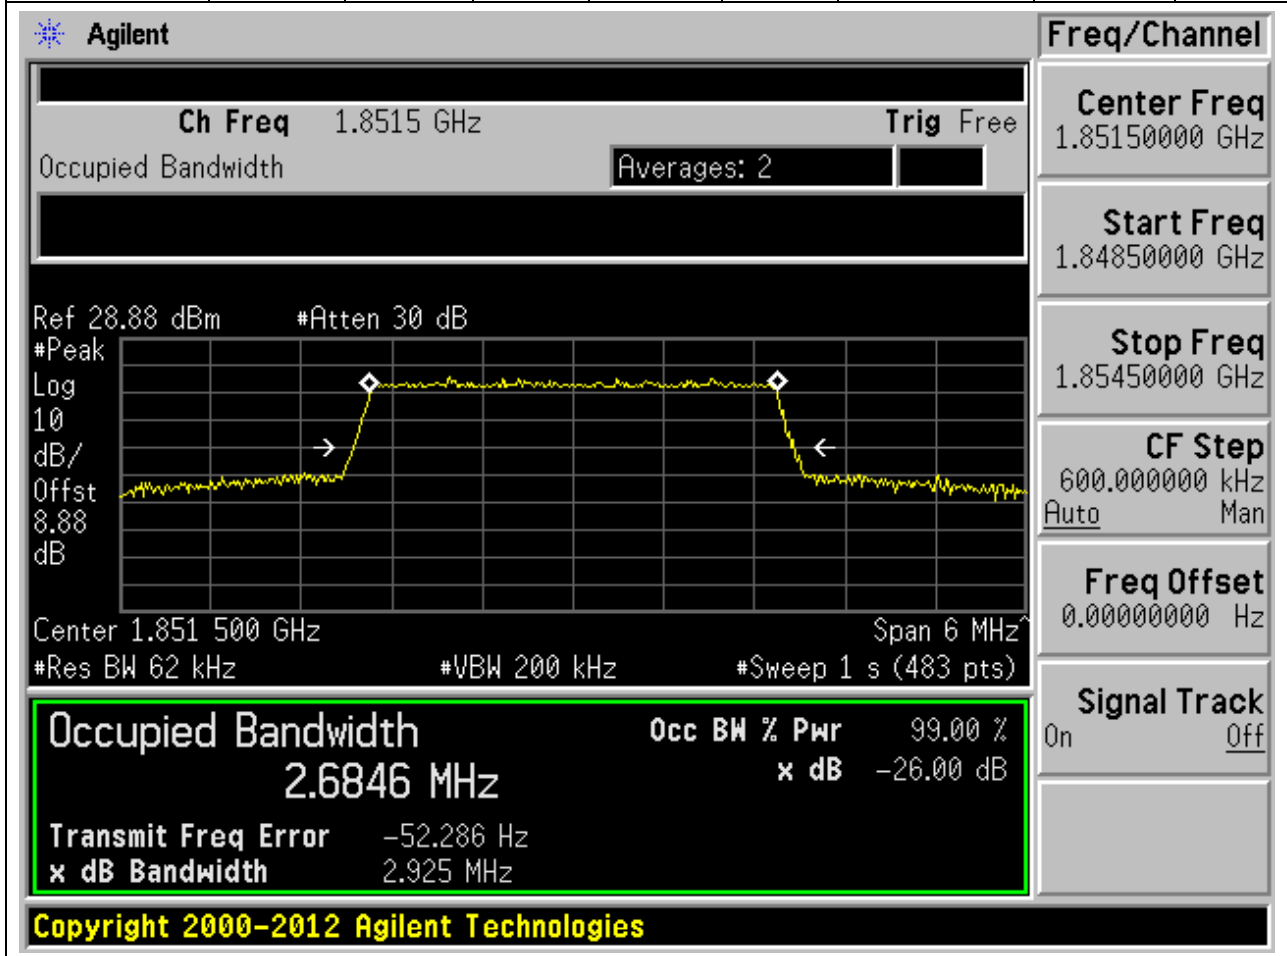 Agilent
Freq/Channel
Ch Freq 1.8515 GHz Trig Free
Occupied Bandwidth Averages: 2
Center Freq
1.85150000 GHz
Start Freq
1.84850000 GHz
Stop Freq
1.85450000 GHz
CF Step
600.000000 kHz
Auto Man
Freq Offset
0.00000000 Hz
Signal Track
On Off
Ref 28.88 dBm #Atten 30 dB
#Peak
Log
10
dB/
Offst
8.88
dB
Center 1.851 500 GHz Span 6 MHz^
#Res BW 62 kHz #VBW 200 kHz #Sweep 1 s (483 pts)
Occupied Bandwidth
2.6846 MHz
Occ BW % Pwr 99.00 %
x dB -26.00 dB
Transmit Freq Error -52.286 Hz
x dB Bandwidth 2.925 MHz
Copyright 2000-2012 Agilent Technologies